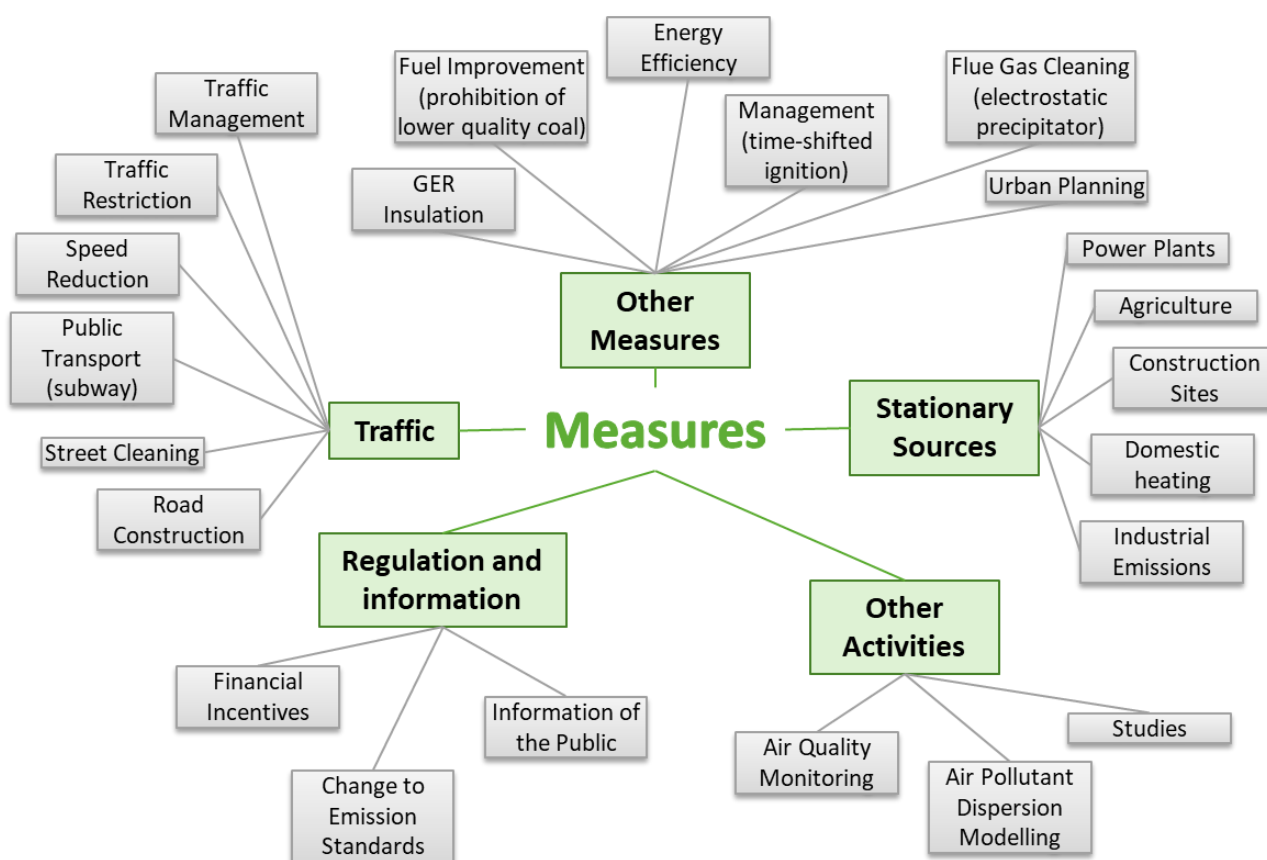 Energy
Efficiency
Fuel Improvement
(prohibition of
lower quality coal)
Flue Gas Cleaning
(electrostatic
precipitator)
Traffic
Management
Management
(time-shifted
ignition)
Traffic
Restriction
GER
Insulation
Urban Planning
Speed
Reduction
Power Plants
Other
Measures
Agriculture
Public
Transport
(subway)
Construction
Sites
Traffic
Measures
Stationary
Sources
Street Cleaning
Domestic
heating
Road
Construction
Industrial
Emissions
Regulation and
information
Other
Activities
Financial
Incentives
Information of
the Public
Studies
Air Quality
Monitoring
Change to
Emission
Standards
Air Pollutant
Dispersion
Modelling